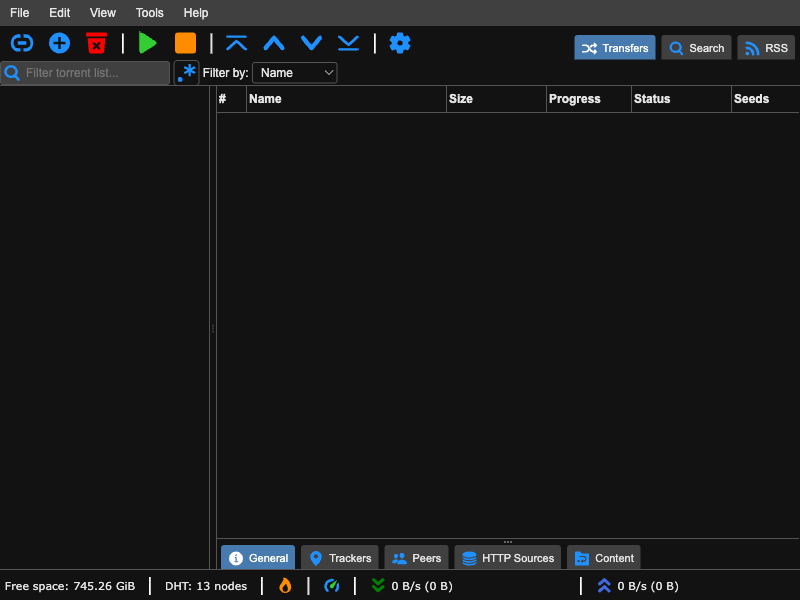 File Edit View Tools Help
Transfers Search RSS
Filter torrent list... .* Filter by: Name
# Name Size Progress Status Seeds
General Trackers Peers HTTP Sources Content
Free space: 745.26 GiB DHT: 13 nodes 0 B/s (0 B) 0 B/s (0 B)